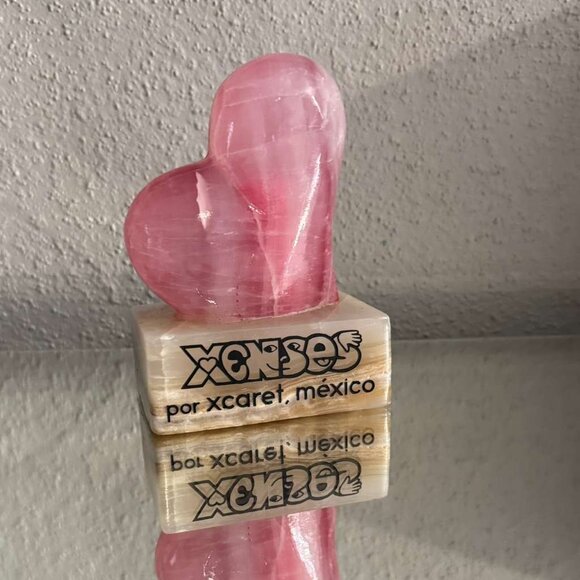 XENSES
por xcaret, méxico